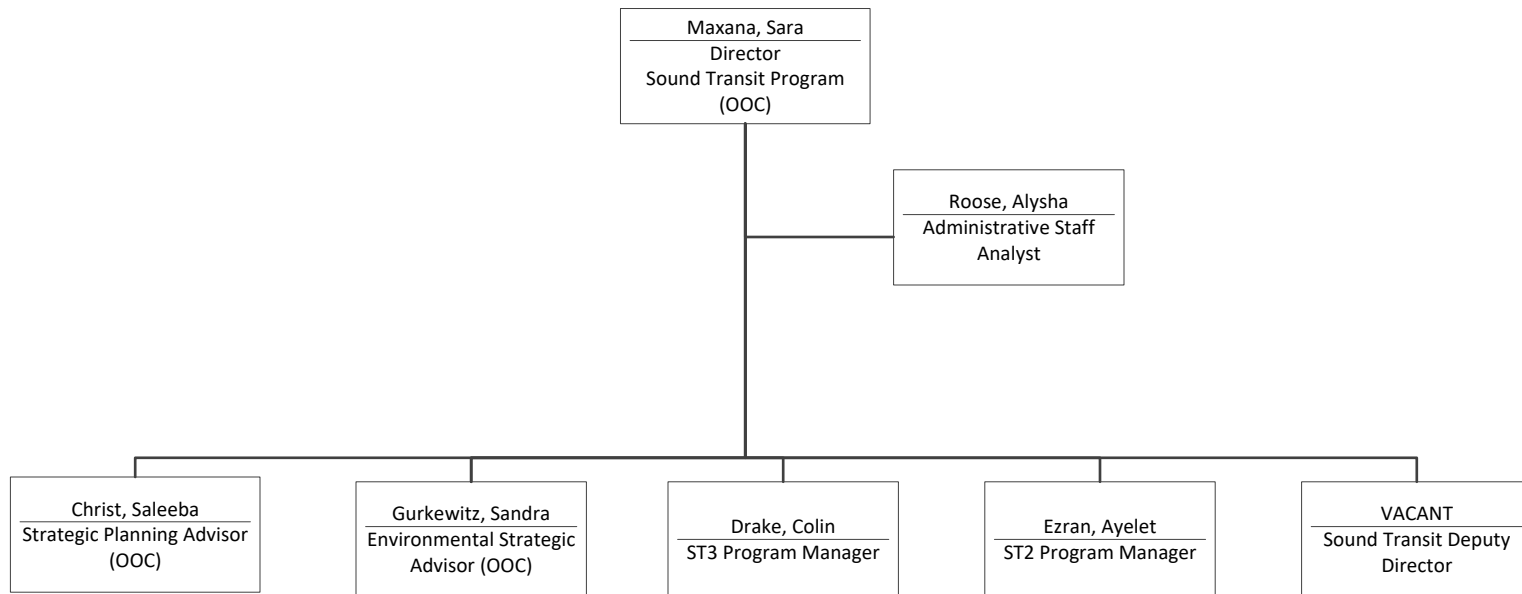 Maxana, Sara
Director
Sound Transit Program
(OOC)
Roose, Alysha
Administrative Staff
Analyst
Christ, Saleeba
Strategic Planning Advisor
(OOC)
Gurkewitz, Sandra
Environmental Strategic
Advisor (OOC)
Drake, Colin
ST3 Program Manager
Ezran, Ayelet
ST2 Program Manager
VACANT
Sound Transit Deputy
Director